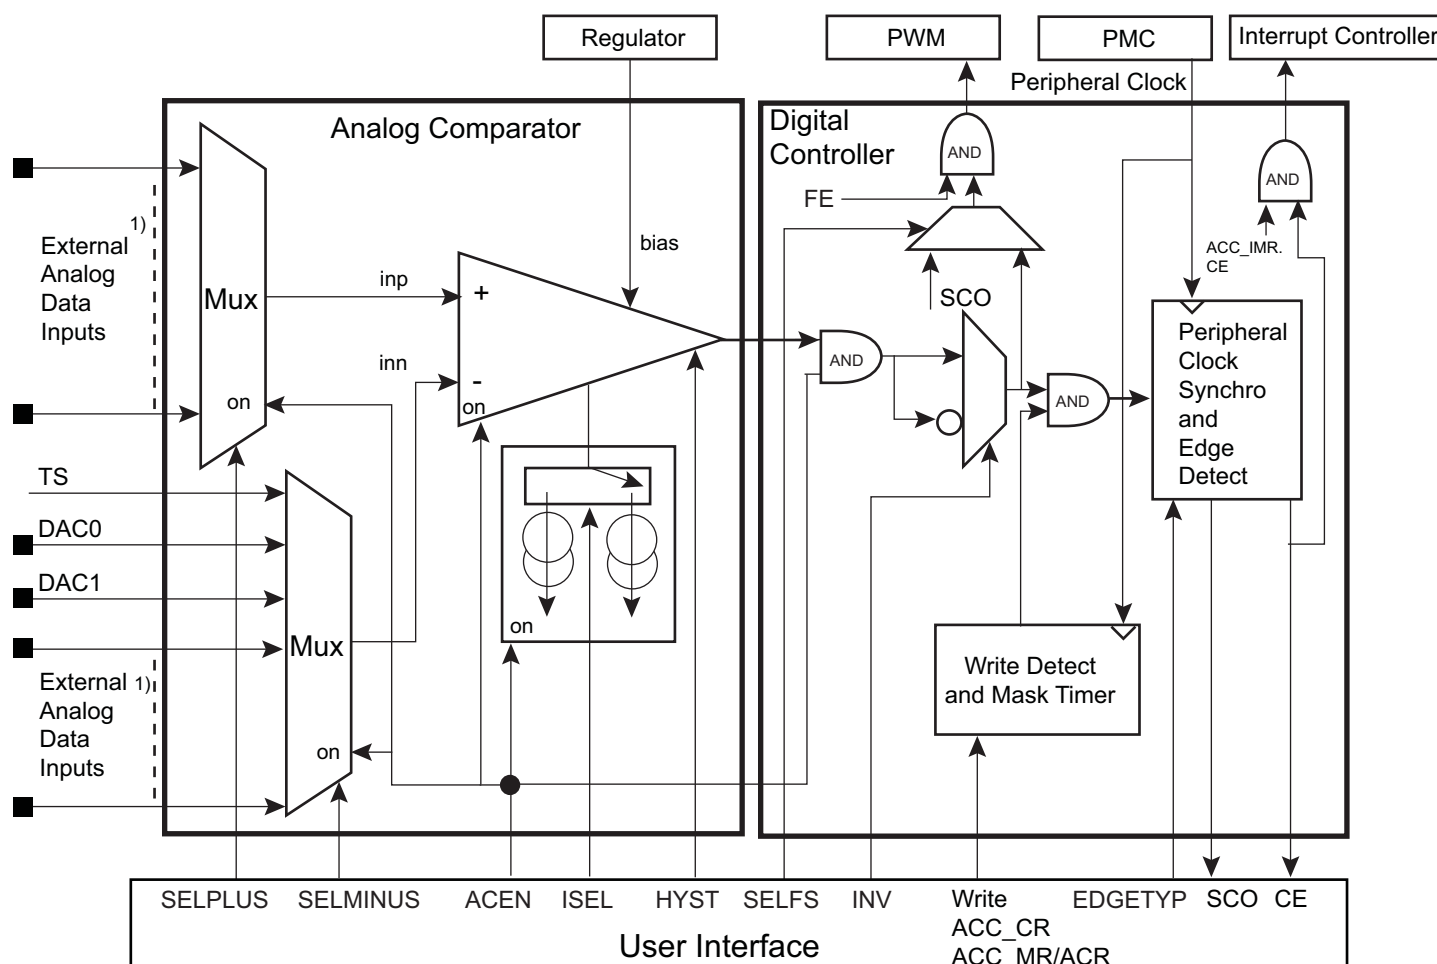 Regulator
PWM
PMC
Interrupt Controller
Peripheral Clock
Analog Comparator
Digital
Controller
AND
AND
FE
External 1)
Analog
Data
Inputs
Mux
on
inp
inn
bias
+
-
on
SCO
ACC_IMR.
CE
AND
AND
Peripheral
Clock
Synchro
and
Edge
Detect
TS
DAC0
DAC1
Mux
on
External 1)
Analog
Data
Inputs
on
Write Detect
and Mask Timer
SELPLUS
SELMINUS
ACEN
ISEL
HYST
SELFS
INV
Write
ACC_CR
ACC_MR/ACR
EDGETYP
SCO
CE
User Interface